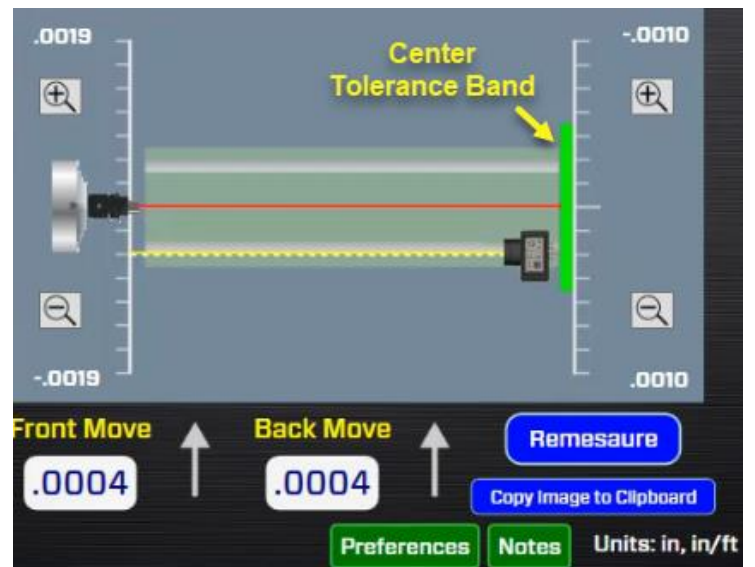 .0019
-.0010
Center
Tolerance Band
-.0019
.0010
Front Move
Back Move
Remesaure
.0004
.0004
Copy Image to Clipboard
Preferences
Notes
Units: in, in/ft